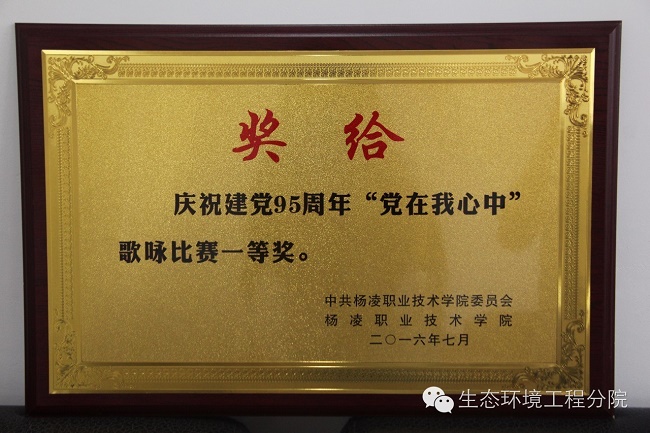 奖给
庆祝建党95周年“党在我心中”
歌咏比赛一等奖。
中共杨凌职业技术学院委员会
杨凌职业技术学院
二〇一六年七月
生态环境工程分院